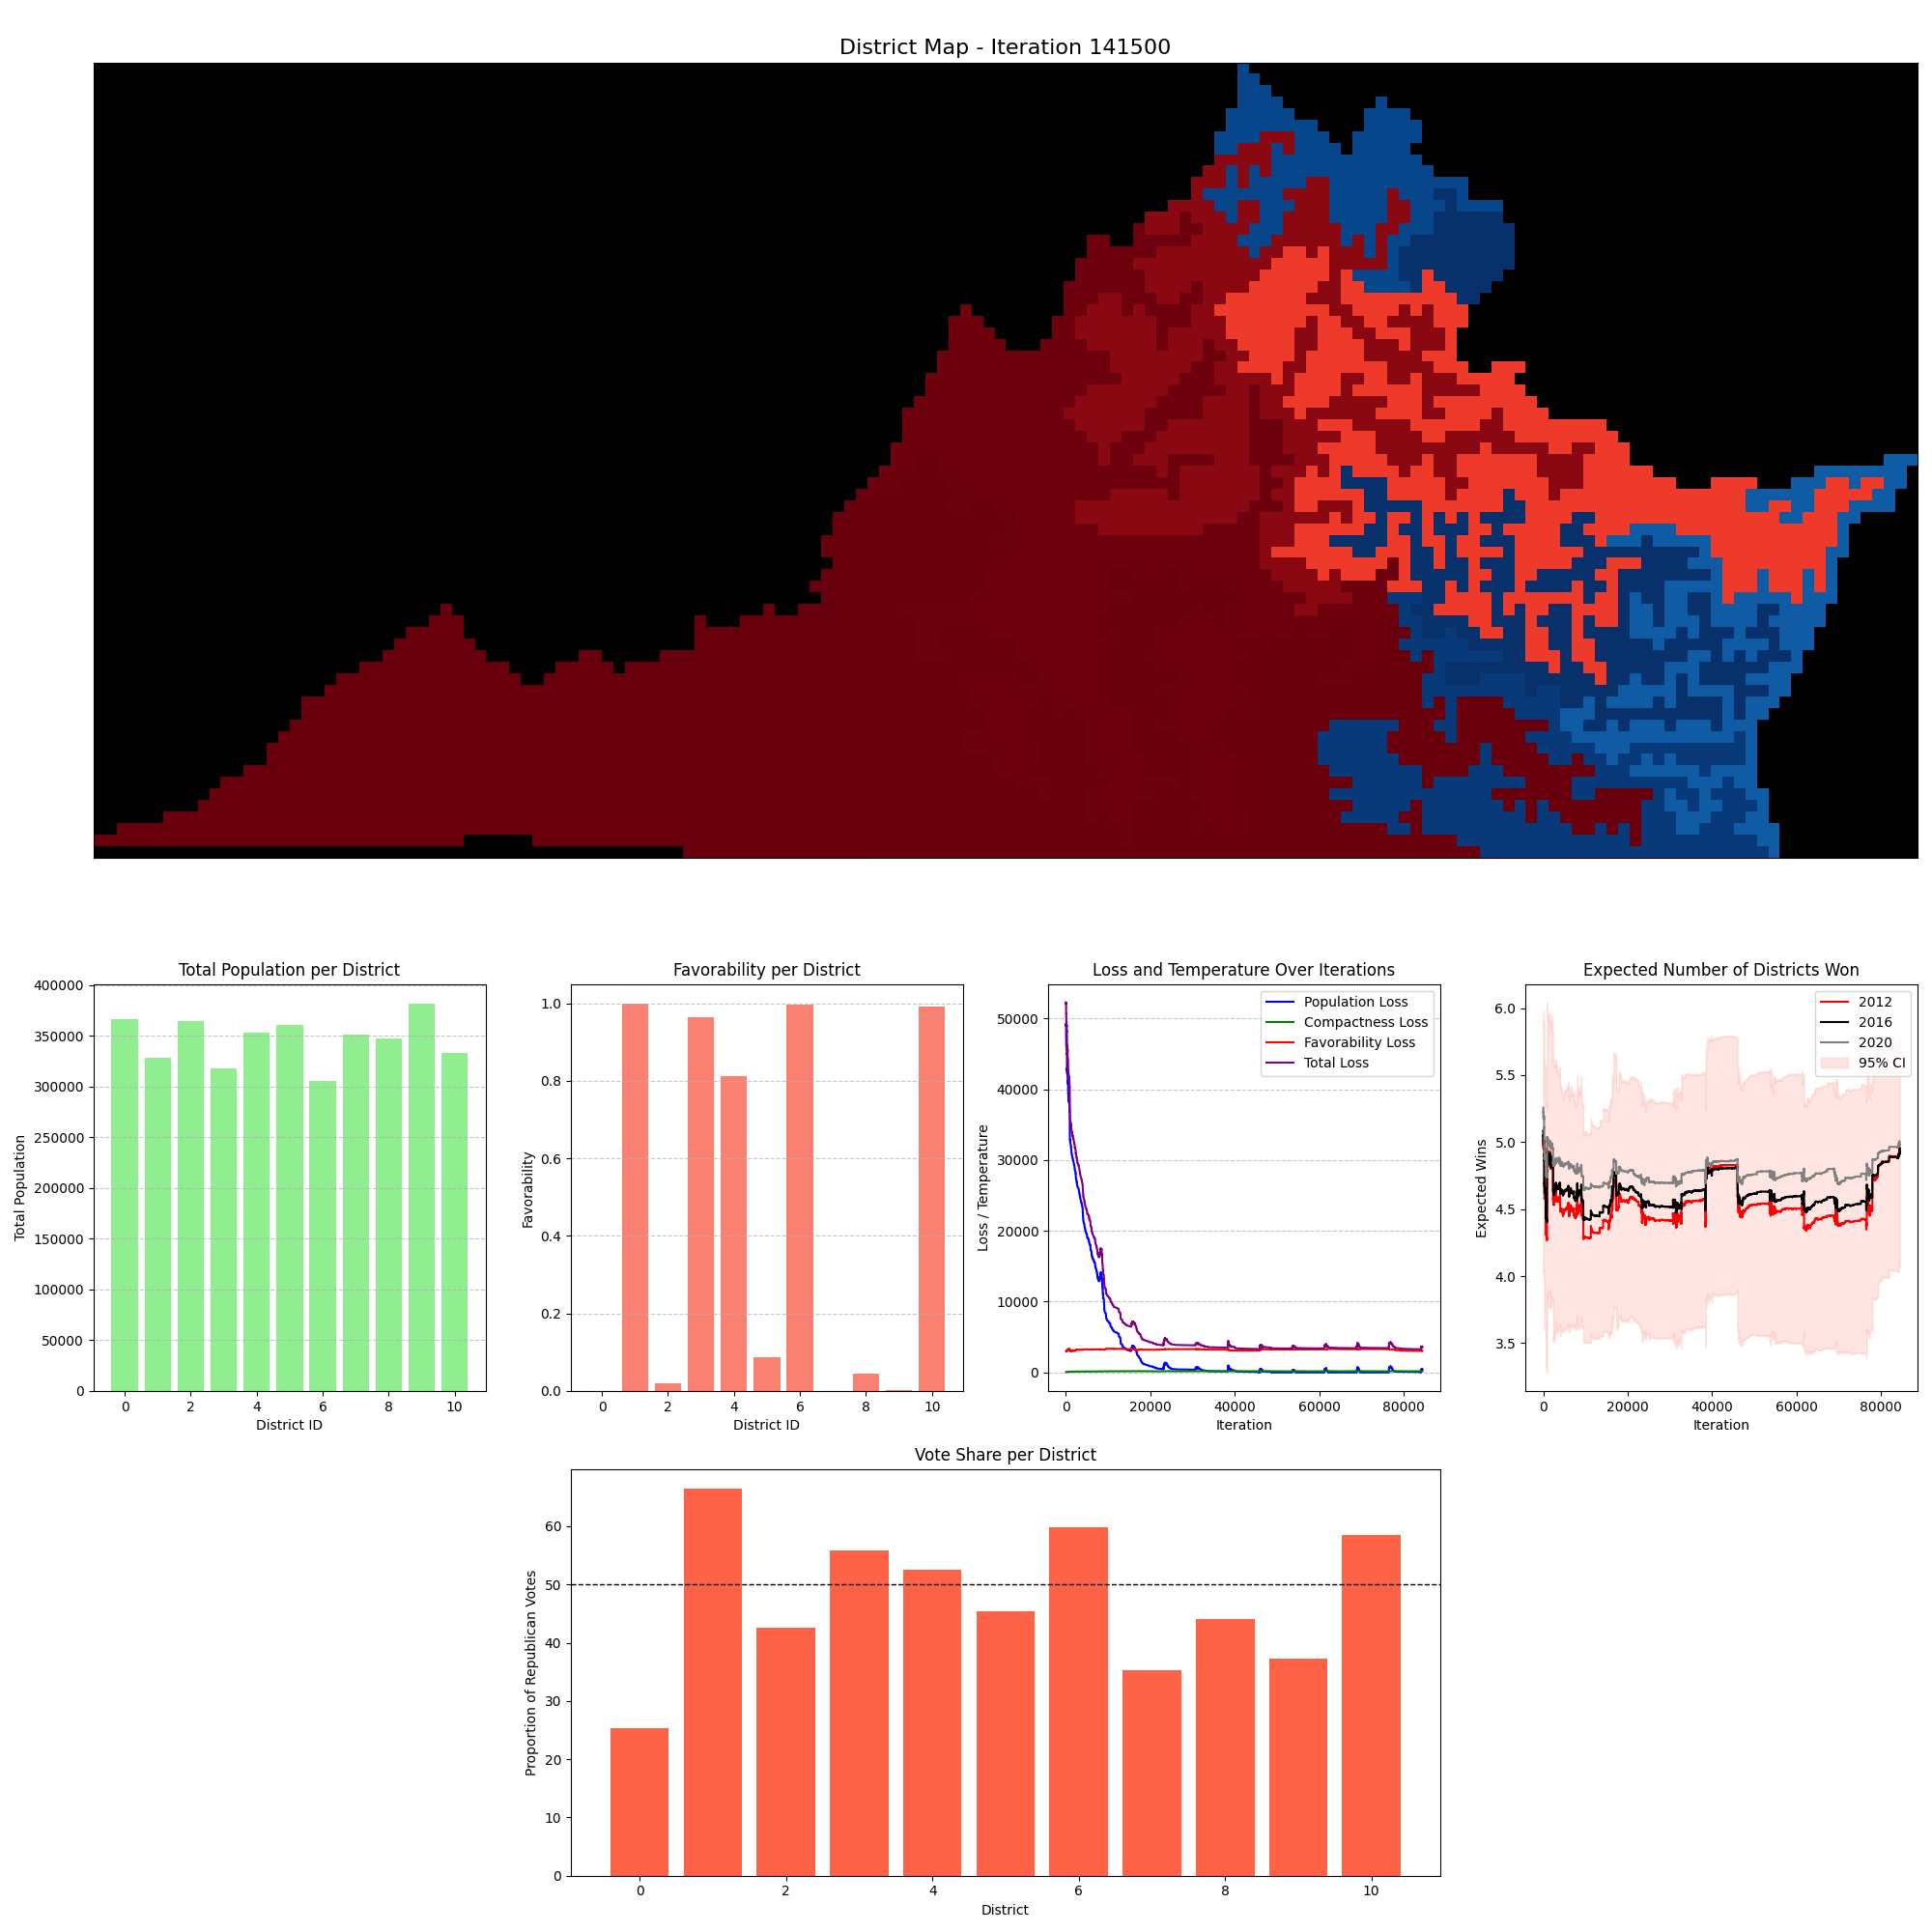 District Map - Iteration 141500
Total Population per District
400000
350000
300000
250000
200000
150000
100000
50000
0
Total Population
0 2 4 6 8 10
District ID
Favorability per District
1.0
0.8
0.6
0.4
0.2
0.0
Favorability
0 2 4 6 8 10
District ID
Loss and Temperature Over Iterations
50000
40000
30000
20000
10000
0
Loss / Temperature
Population Loss
Compactness Loss
Favorability Loss
Total Loss
0 20000 40000 60000 80000
Iteration
Expected Number of Districts Won
6.0
5.5
5.0
4.5
4.0
3.5
Expected Wins
2012
2016
2020
95% CI
0 20000 40000 60000 80000
Iteration
Vote Share per District
60
50
40
30
20
10
0
Proportion of Republican Votes
0 2 4 6 8 10
District